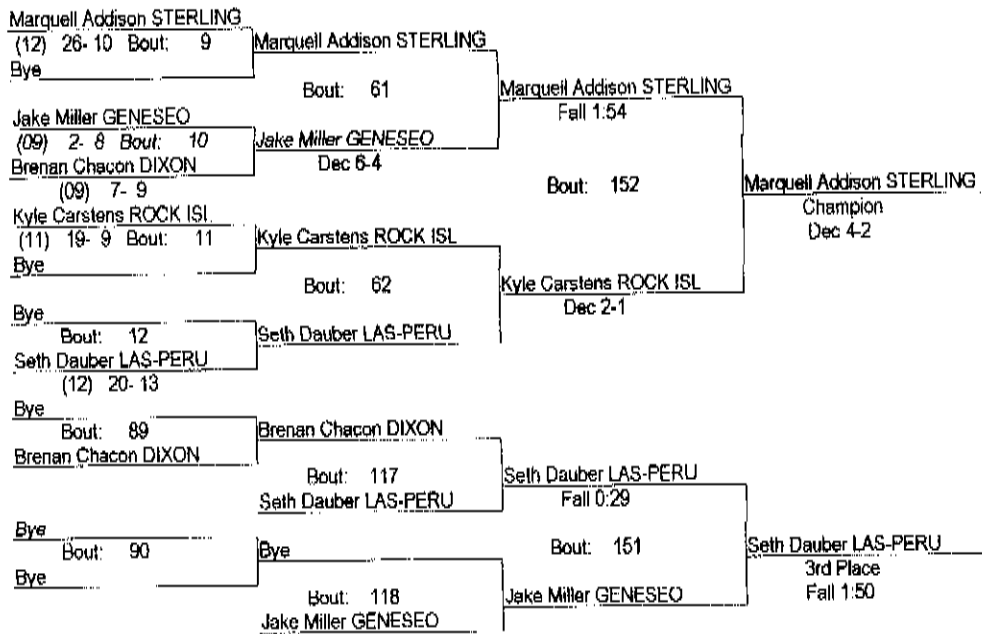 Marquell Addison STERLING
(12) 26- 10 Bout: 9
Bye
Marquell Addison STERLING
Bout: 61
Jake Miller GENESEO
(09) 2- 8 Bout: 10
Brenan Chacon DIXON
(09) 7- 9
Jake Miller GENESEO
Dec 6-4
Marquell Addison STERLING
Fall 1:54
Bout: 152
Marquell Addison STERLING
Champion
Dec 4-2
Kyle Carstens ROCK ISL
(11) 19- 9 Bout: 11
Bye
Kyle Carstens ROCK ISL
Bout: 62
Kyle Carstens ROCK ISL
Dec 2-1
Bye
Bout: 12
Seth Dauber LAS-PERU
(12) 20- 13
Seth Dauber LAS-PERU
Bye
Bout: 89
Brenan Chacon DIXON
Brenan Chacon DIXON
Bout: 117
Seth Dauber LAS-PERU
Seth Dauber LAS-PERU
Fall 0:29
Bout: 151
Seth Dauber LAS-PERU
3rd Place
Fall 1:50
Bye
Bout: 90
Bye
Bye
Bout: 118
Jake Miller GENESEO
Jake Miller GENESEO